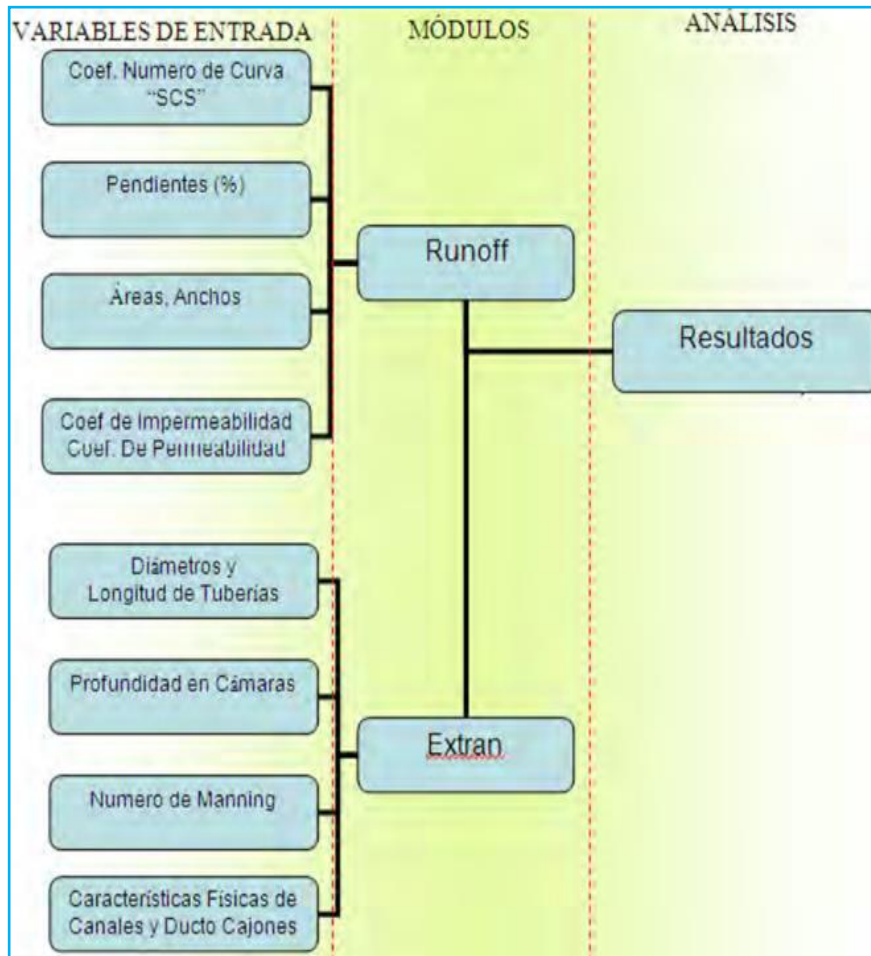 VARIABLES DE ENTRADA
MÓDULOS
ANÁLISIS
Coef. Numero de Curva
“SCS”
Pendientes (%)
Áreas, Anchos
Coef de Impermeabilidad
Coef. De Permeabilidad
Runoff
Resultados
Diámetros y
Longitud de Tuberías
Profundidad en Cámaras
Numero de Manning
Características Físicas de
Canales y Ducto Cajones
Extran